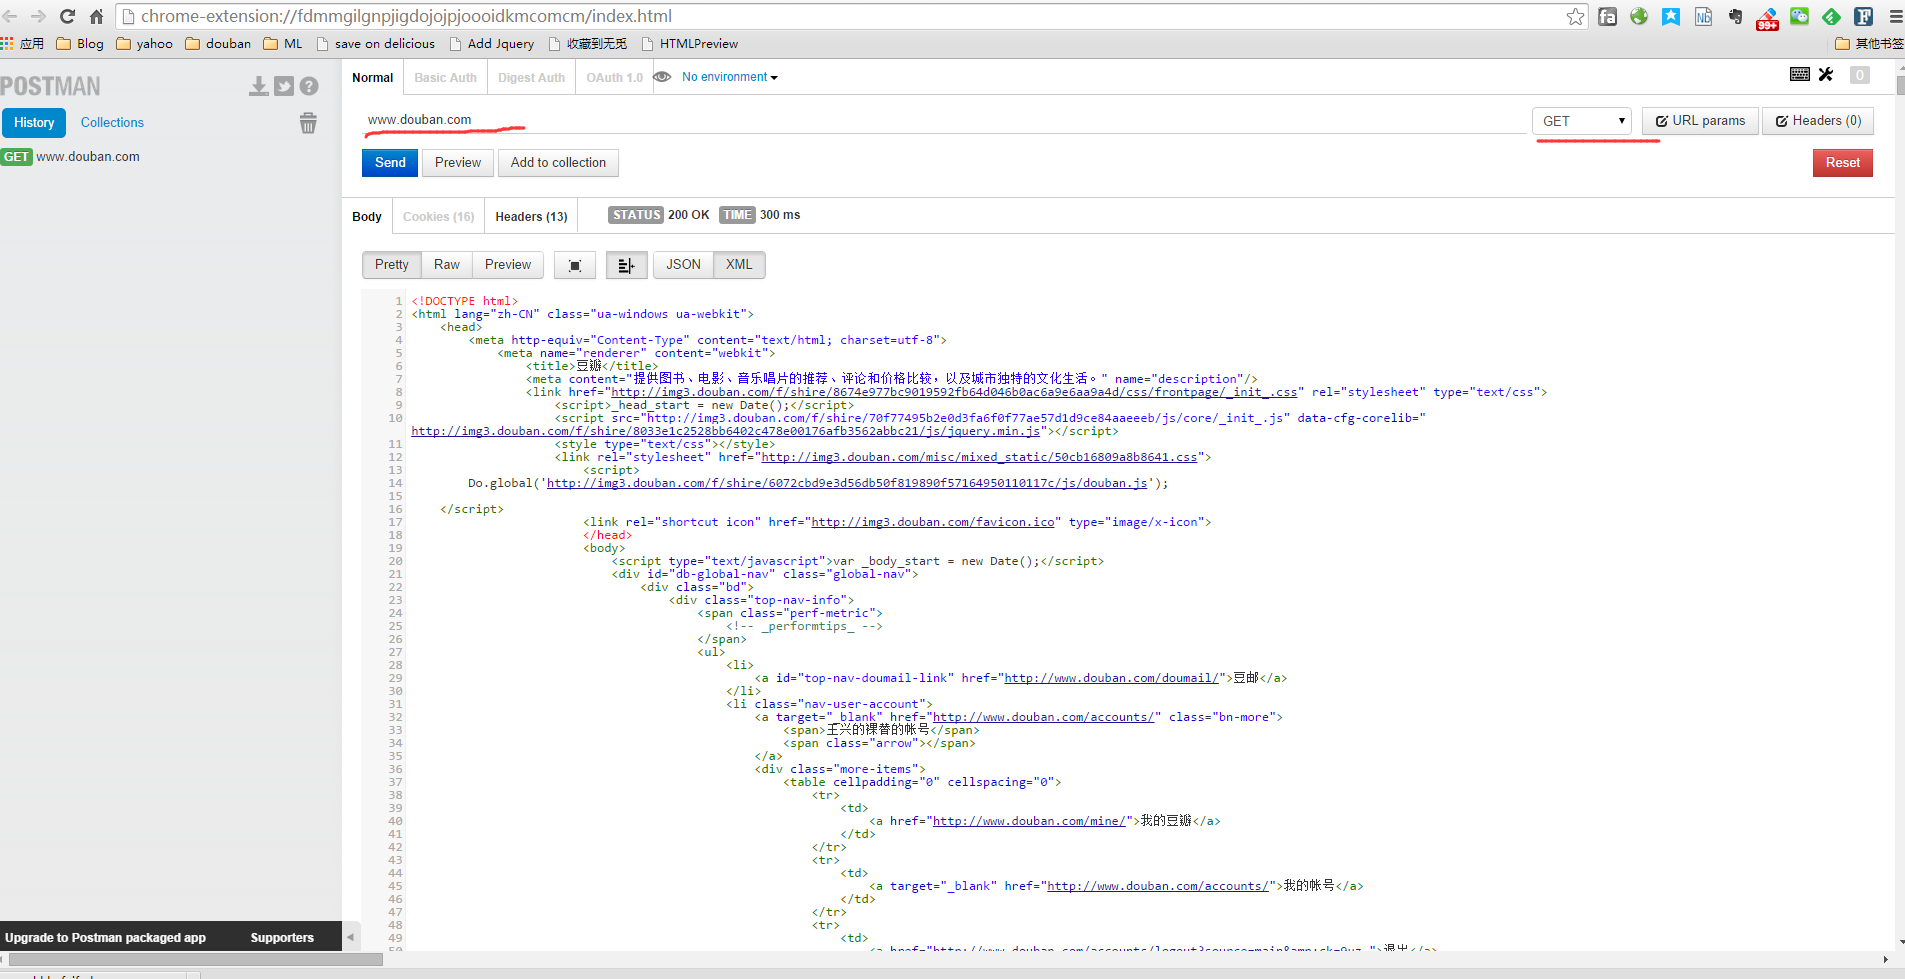 chrome-extension://fdmmgilgnpjigdojojpjoooidkmcomcm/index.html
应用 Blog yahoo douban ML save on delicious Add Jquery 收藏到无觅 HTMLPreview 其他书签
POSTMAN
Normal Basic Auth Digest Auth OAuth 1.0 No environment 0
History Collections
www.douban.com GET URL params Headers (0)
GET www.douban.com
Send Preview Add to collection Reset
Body Cookies (16) Headers (13) STATUS 200 OK TIME 300 ms
Pretty Raw Preview JSON XML
1 <!DOCTYPE html>
2 <html lang="zh-CN" class="ua-windows ua-webkit">
3 <head>
4 <meta http-equiv="Content-Type" content="text/html; charset=utf-8">
5 <meta name="renderer" content="webkit">
6 <title>豆瓣</title>
7 <meta content="提供图书、电影、音乐唱片的推荐、评论和价格比较，以及城市独特的文化生活。" name="description"/>
8 <link href="http://img3.douban.com/f/shire/8674e977bc9019592fb64d046b0ac6a9e6aa9a4d/css/frontpage/_init_.css" rel="stylesheet" type="text/css">
9 <script>_head_start = new Date();</script>
10 <script src="http://img3.douban.com/f/shire/70f77495b2e0d3fa6f0f77ae57d1d9ce84aaeeeb/js/core/_init_.js" data-cfg-corelib="
http://img3.douban.com/f/shire/8033e1c2528bb6402c478e00176afb3562abbc21/js/jquery.min.js"></script>
11 <style type="text/css"></style>
12 <link rel="stylesheet" href="http://img3.douban.com/misc/mixed_static/50cb16809a8b8641.css">
13 <script>
14 Do.global('http://img3.douban.com/f/shire/6072cbd9e3d56db50f819890f57164950110117c/js/douban.js');
15
16 </script>
17 <link rel="shortcut icon" href="http://img3.douban.com/favicon.ico" type="image/x-icon">
18 </head>
19 <body>
20 <script type="text/javascript">var _body_start = new Date();</script>
21 <div id="db-global-nav" class="global-nav">
22 <div class="bd">
23 <div class="top-nav-info">
24 <span class="perf-metric">
25 <!-- _performtips_ -->
26 </span>
27 <ul>
28 <li>
29 <a id="top-nav-doumail-link" href="http://www.douban.com/doumail/">豆邮</a>
30 </li>
31 <li class="nav-user-account">
32 <a target="_blank" href="http://www.douban.com/accounts/" class="bn-more">
33 <span>王兴的裸替的帐号</span>
34 <span class="arrow"></span>
35 </a>
36 <div class="more-items">
37 <table cellpadding="0" cellspacing="0">
38 <tr>
39 <td>
40 <a href="http://www.douban.com/mine/">我的豆瓣</a>
41 </td>
42 </tr>
43 <tr>
44 <td>
45 <a target="_blank" href="http://www.douban.com/accounts/">我的帐号</a>
46 </td>
47 </tr>
48 <tr>
49 <td>
Upgrade to Postman packaged app Supporters